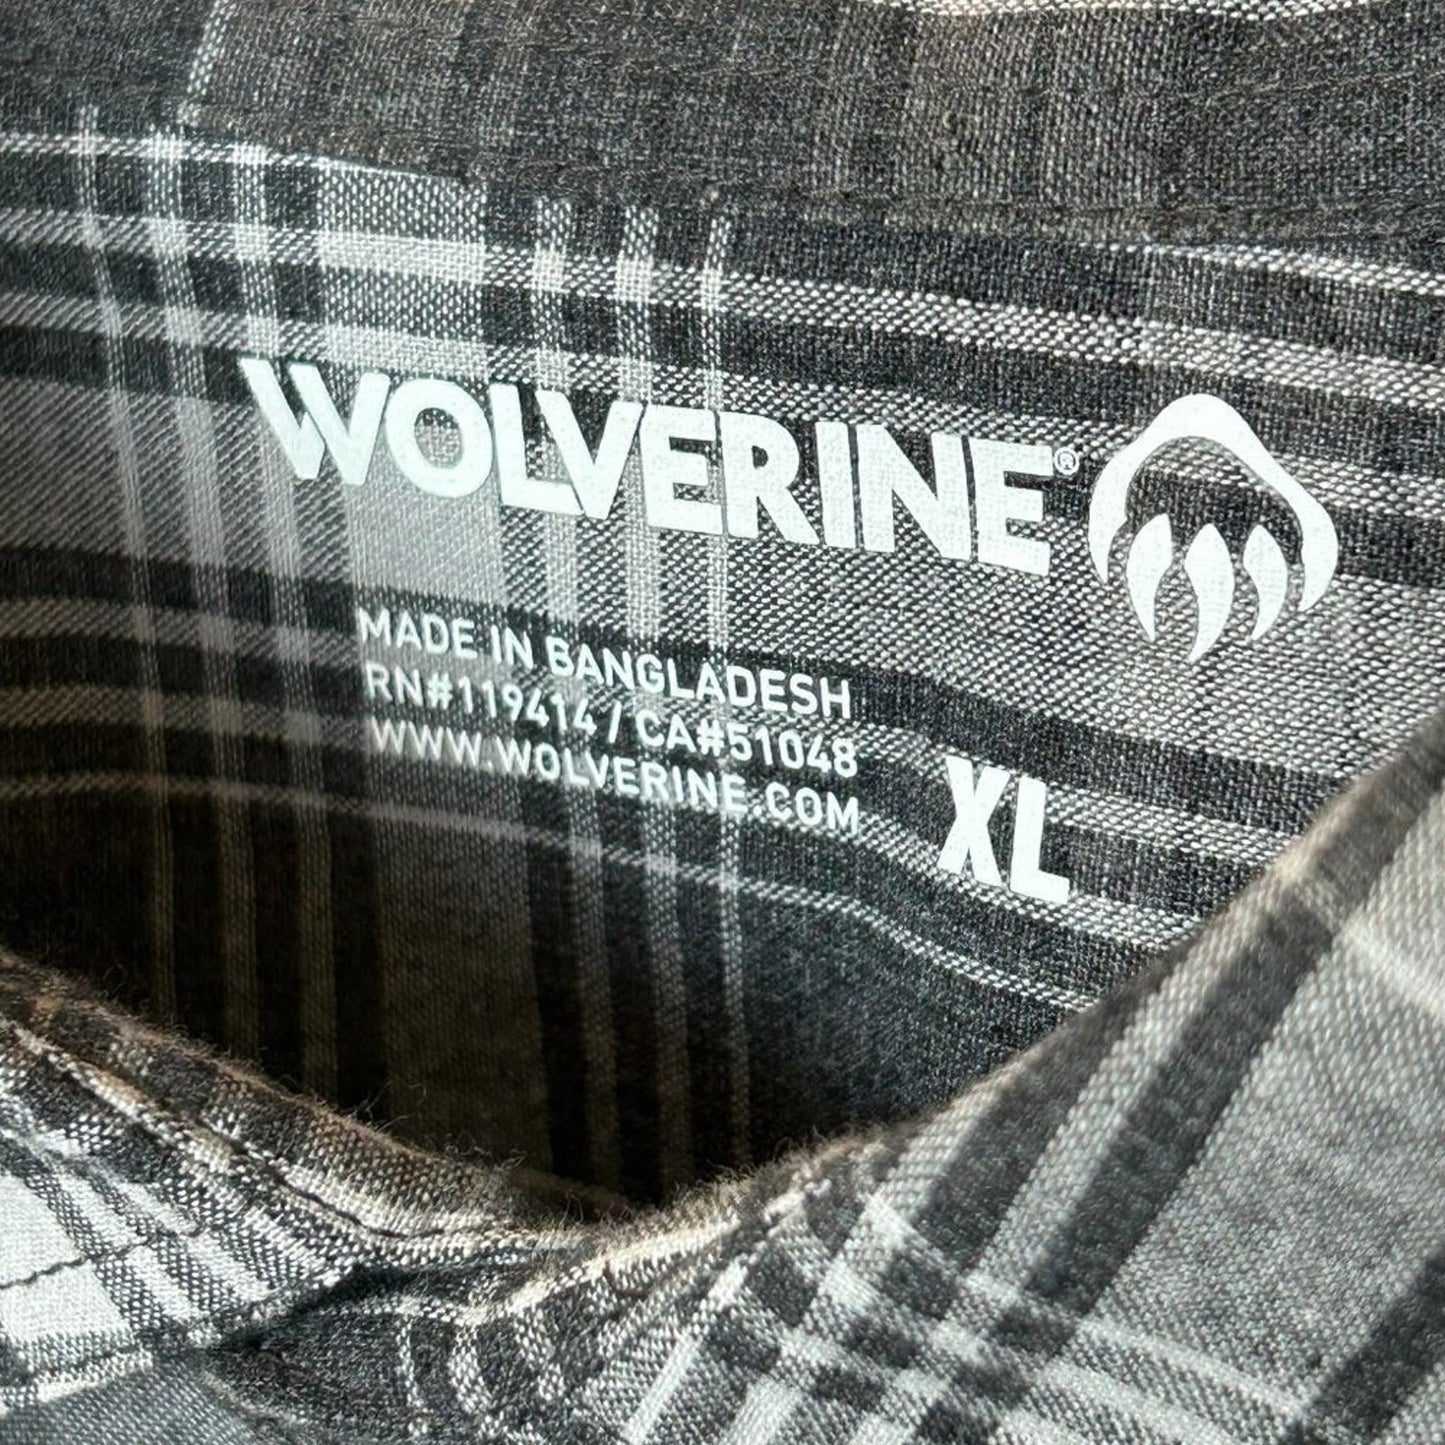 WOLVERINE®
MADE IN BANGLADESH
RN#119414 / CA#51048
WWW.WOLVERINE.COM
XL